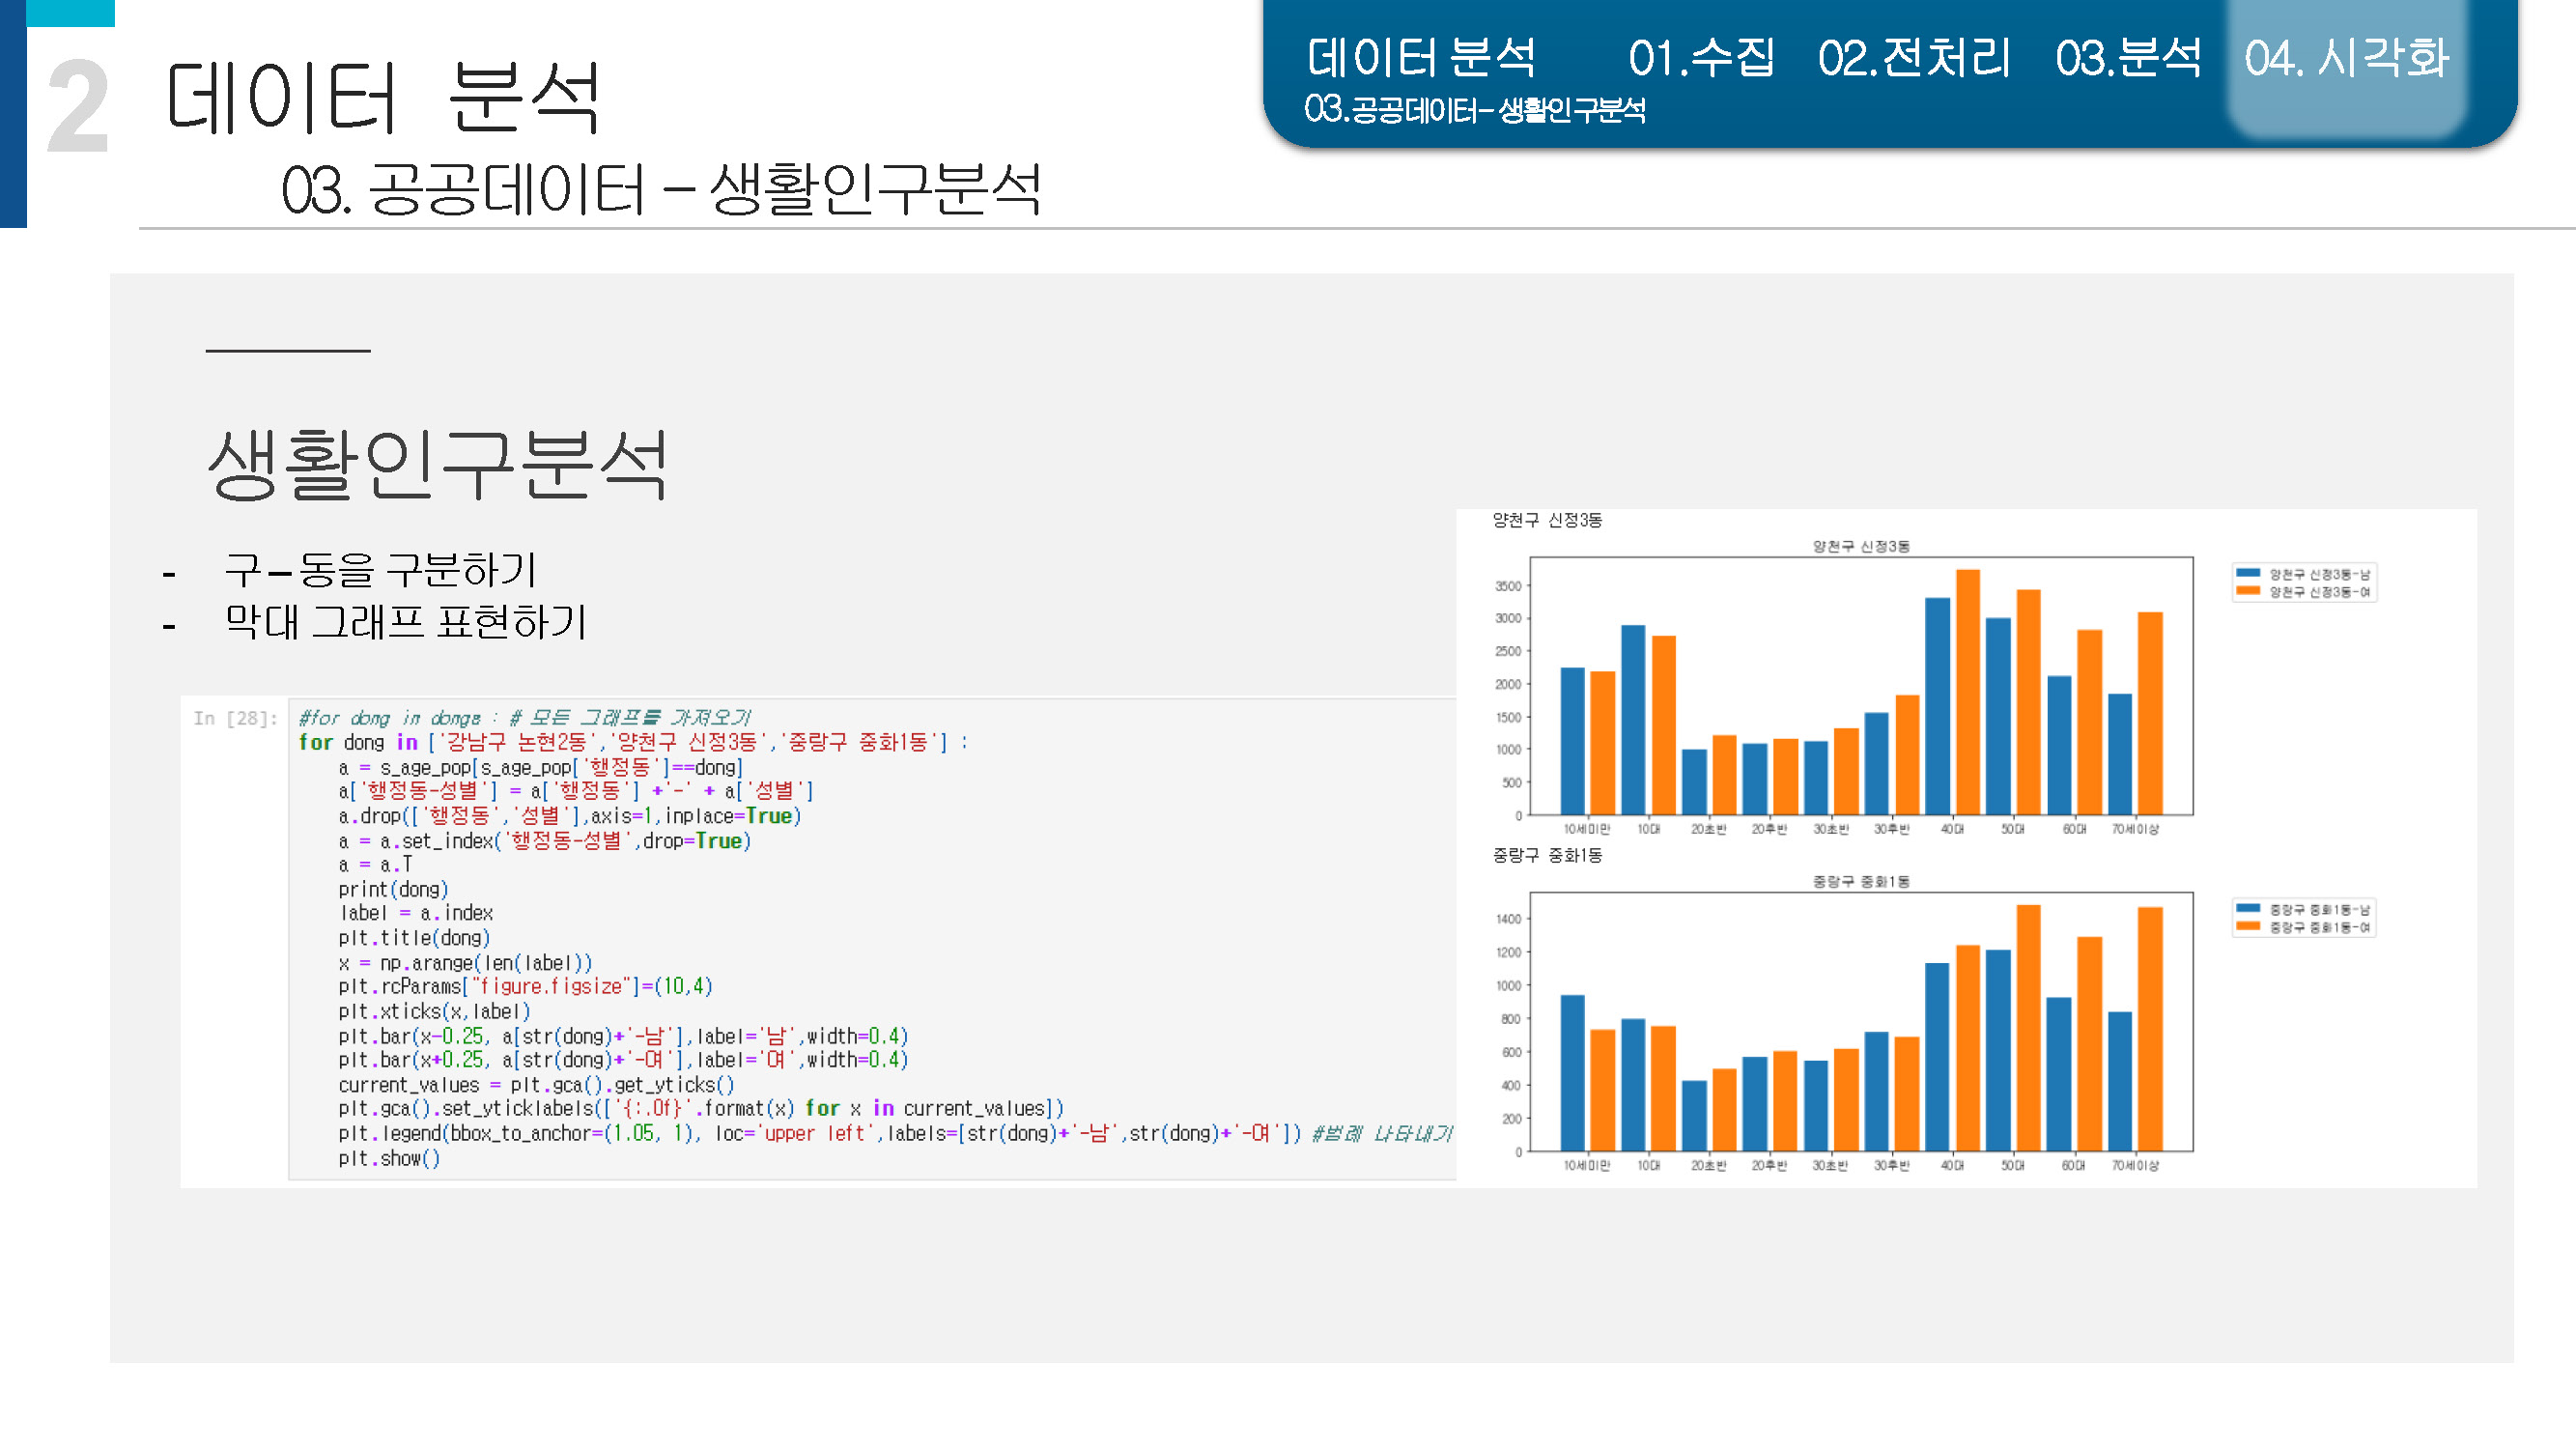 2
데이터 분석
03. 공공데이터 – 생활인구분석
데이터 분석 01.수집 02.전처리 03.분석 04. 시각화
03.공공데이터– 생활인구분석
생활인구분석
- 구 – 동을 구분하기
- 막대 그래프 표현하기
In [28]:
#for dong in dongs : # 모든 그래프를 가져오기
for dong in ['강남구 논현2동','양천구 신정3동','중랑구 중화1동'] :
a = s_age_pop[s_age_pop['행정동']==dong]
a['행정동-성별'] = a['행정동'] +'-' + a['성별']
a.drop(['행정동','성별'],axis=1,inplace=True)
a = a.set_index('행정동-성별',drop=True)
a = a.T
print(dong)
label = a.index
plt.title(dong)
x = np.arange(len(label))
plt.rcParams["figure.figsize"]=(10,4)
plt.xticks(x,label)
plt.bar(x-0.25, a[str(dong)+'-남'],label='남',width=0.4)
plt.bar(x+0.25, a[str(dong)+'-여'],label='여',width=0.4)
current_values = plt.gca().get_yticks()
plt.gca().set_yticklabels(['{:.0f}'.format(x) for x in current_values])
plt.legend(bbox_to_anchor=(1.05, 1), loc='upper left',labels=[str(dong)+'-남',str(dong)+'-여']) #범례 나타내기
plt.show()
양천구 신정3동
양천구 신정3동
3500
3000
2500
2000
1500
1000
500
0
10세미만 10대 20초반 20후반 30초반 30후반 40대 50대 60대 70세이상
양천구 신정3동-남
양천구 신정3동-여
중랑구 중화1동
중랑구 중화1동
1400
1200
1000
800
600
400
200
0
10세미만 10대 20초반 20후반 30초반 30후반 40대 50대 60대 70세이상
중랑구 중화1동-남
중랑구 중화1동-여